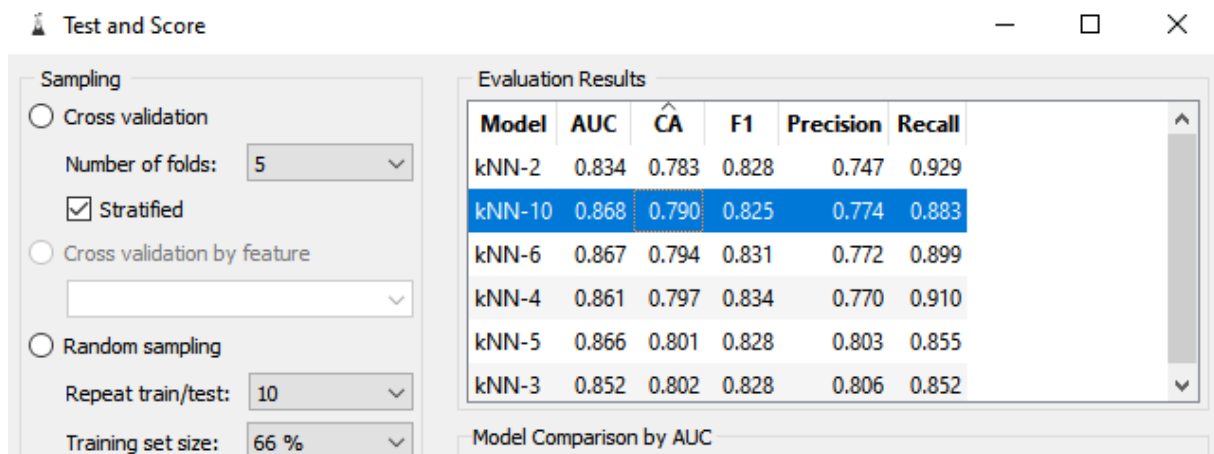 Test and Score
Sampling
Cross validation
Number of folds: 5
Stratified
Cross validation by feature
Random sampling
Repeat train/test: 10
Training set size: 66 %
Evaluation Results
Model AUC CA F1 Precision Recall
kNN-2 0.834 0.783 0.828 0.747 0.929
kNN-10 0.868 0.790 0.825 0.774 0.883
kNN-6 0.867 0.794 0.831 0.772 0.899
kNN-4 0.861 0.797 0.834 0.770 0.910
kNN-5 0.866 0.801 0.828 0.803 0.855
kNN-3 0.852 0.802 0.828 0.806 0.852
Model Comparison by AUC